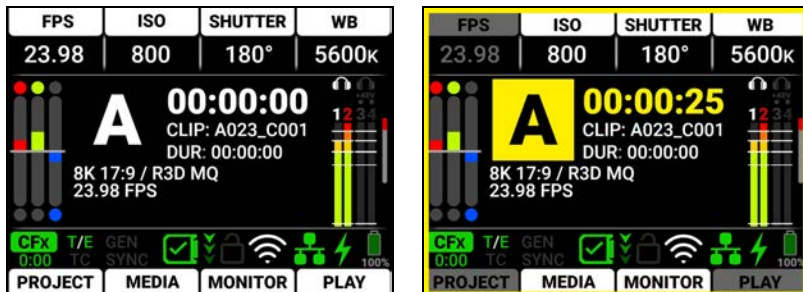 FPS ISO SHUTTER WB
23.98 800 180° 5600K
A
00:00:00
+48V
1 2 3 4
CLIP: A023_C001
DUR: 00:00:00
8K 17:9 / R3D MQ
23.98 FPS
CFx T/E GEN
0:00 TC SYNC
100%
PROJECT MEDIA MONITOR PLAY
FPS ISO SHUTTER WB
23.98 800 180° 5600K
A
00:00:25
+48V
1 2 3 4
CLIP: A023_C001
DUR: 00:00:00
8K 17:9 / R3D MQ
23.98 FPS
CFx T/E GEN
0:00 TC SYNC
100%
PROJECT MEDIA MONITOR PLAY